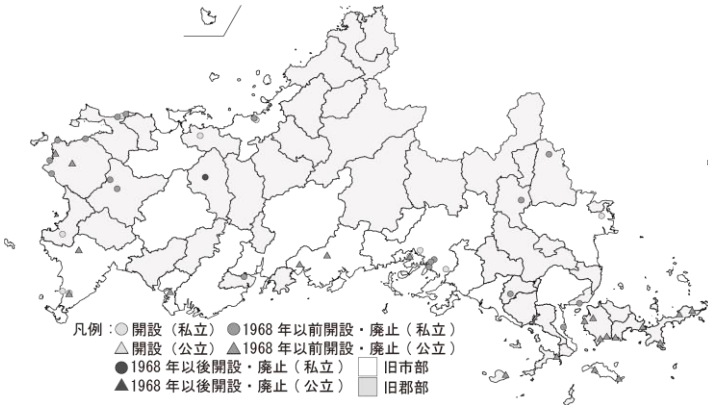 凡例：開設（私立） 1968 年以前開設・廃止（私立）
開設（公立） 1968 年以前開設・廃止（公立）
1968 年以後開設・廃止（私立） 旧市部
1968 年以後開設・廃止（公立） 旧郡部